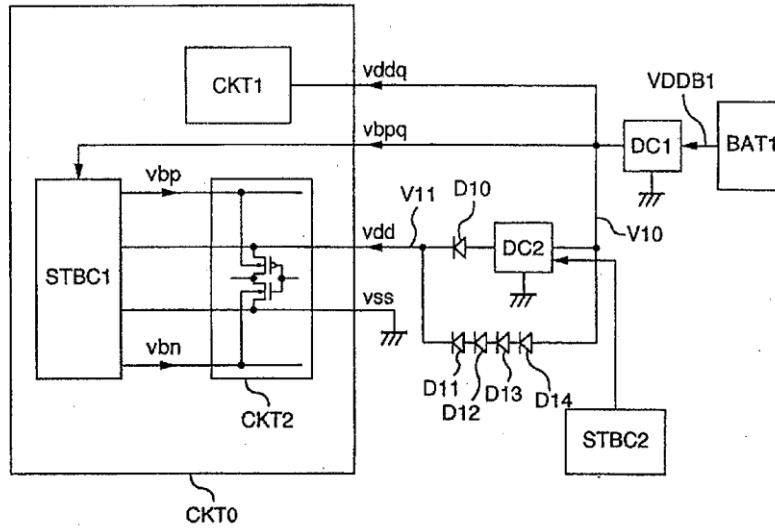 CKT1
vddq
VDDB1
vbpq
DC1
BAT1
vbp
V11
D10
V10
STBC1
vdd
DC2
vss
vbn
D11
D12
D13
D14
CKT2
STBC2
CKT0